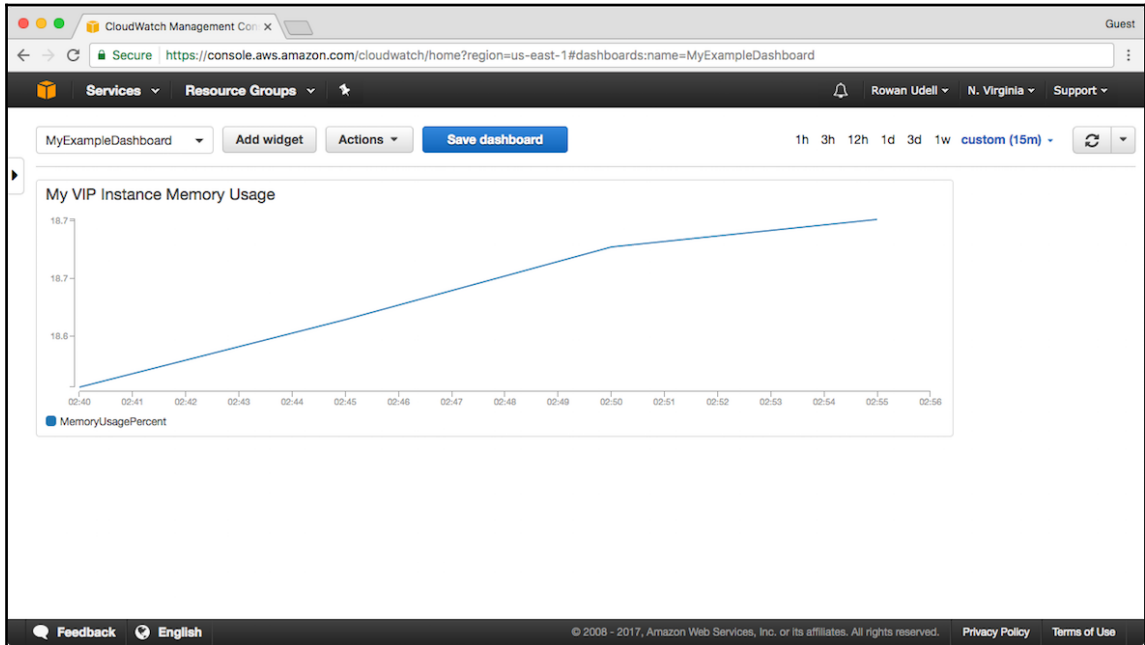 CloudWatch Management Con
Guest
Secure https://console.aws.amazon.com/cloudwatch/home?region=us-east-1#dashboards:name=MyExampleDashboard
Services Resource Groups Rowan Udell N. Virginia Support
MyExampleDashboard Add widget Actions Save dashboard 1h 3h 12h 1d 3d 1w custom (15m)
My VIP Instance Memory Usage
18.7
18.7
18.6
02:40 02:41 02:42 02:43 02:44 02:45 02:46 02:47 02:48 02:49 02:50 02:51 02:52 02:53 02:54 02:55 02:56
MemoryUsagePercent
Feedback English © 2008 - 2017, Amazon Web Services, Inc. or its affiliates. All rights reserved. Privacy Policy Terms of Use